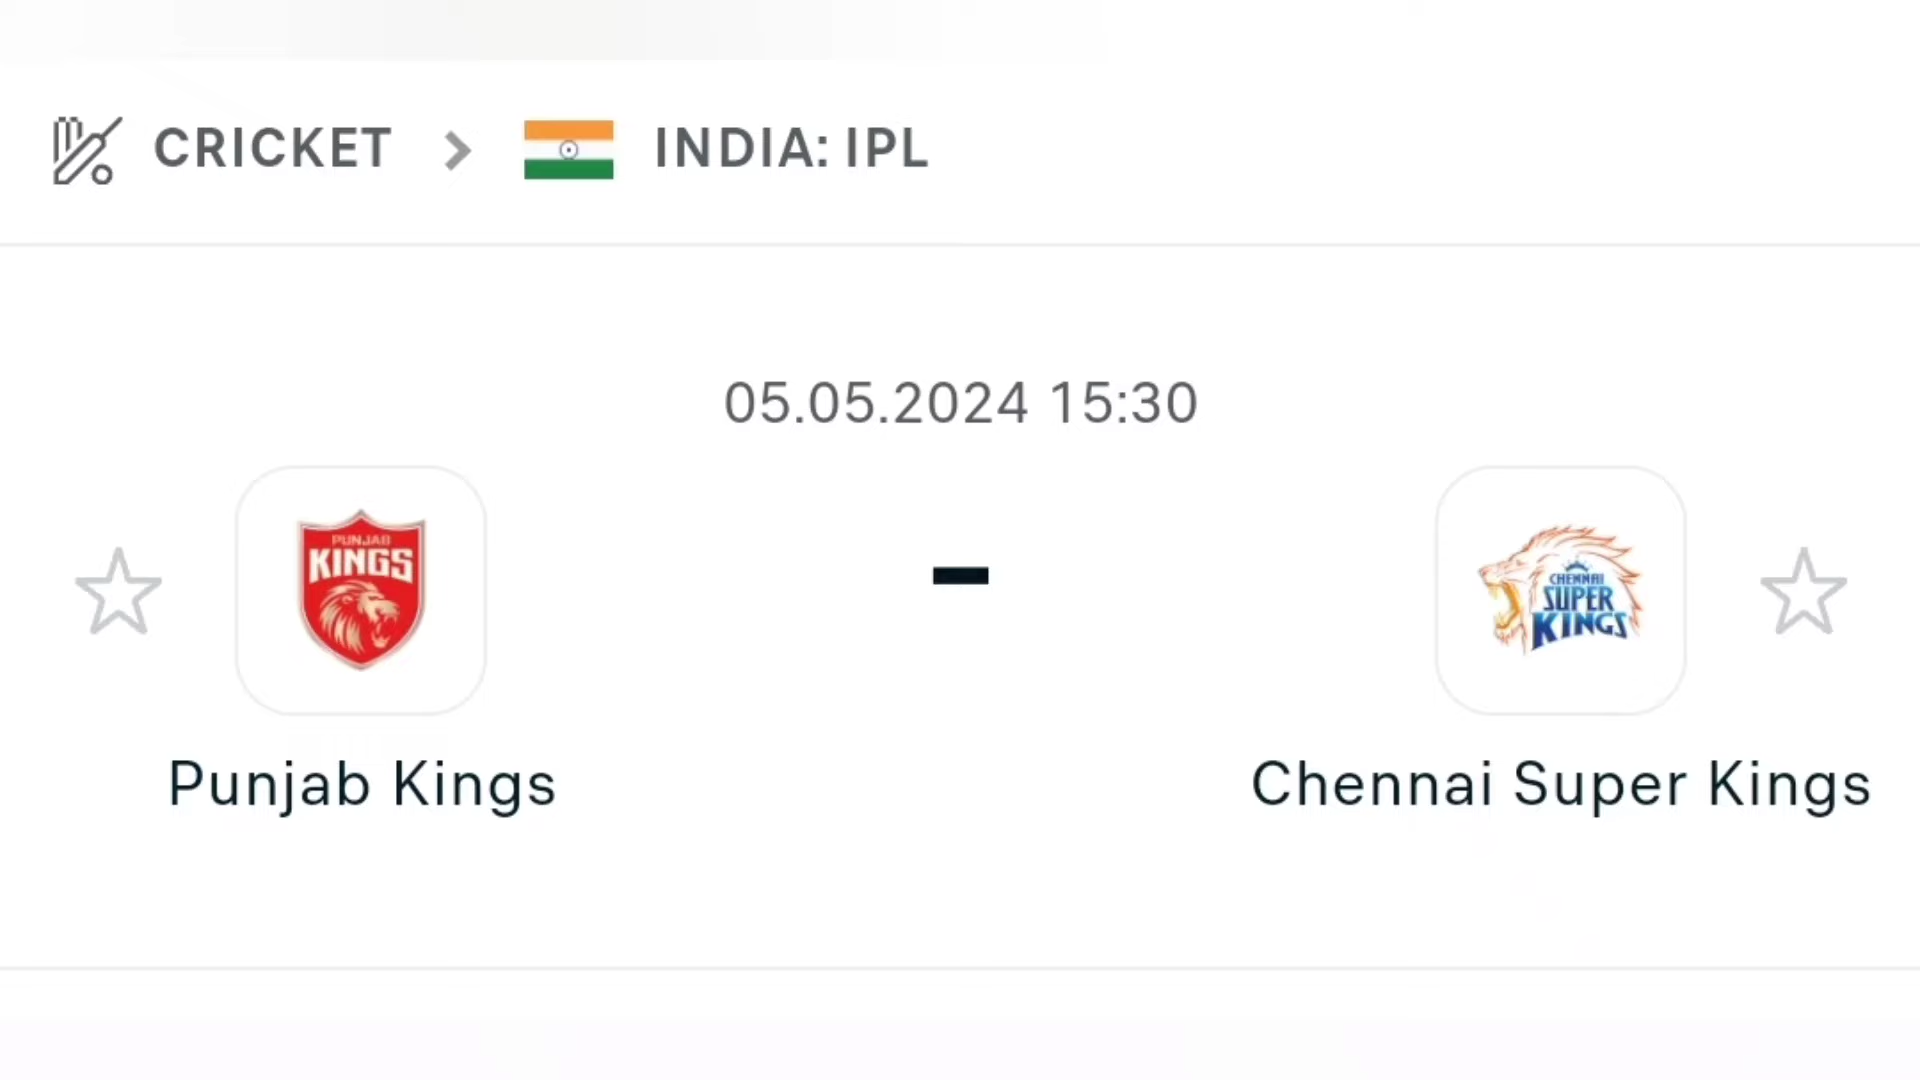 CRICKET > INDIA: IPL
05.05.2024 15:30
PUNJAB
KINGS
CHENNAI
SUPER
KINGS
-
Punjab Kings
Chennai Super Kings